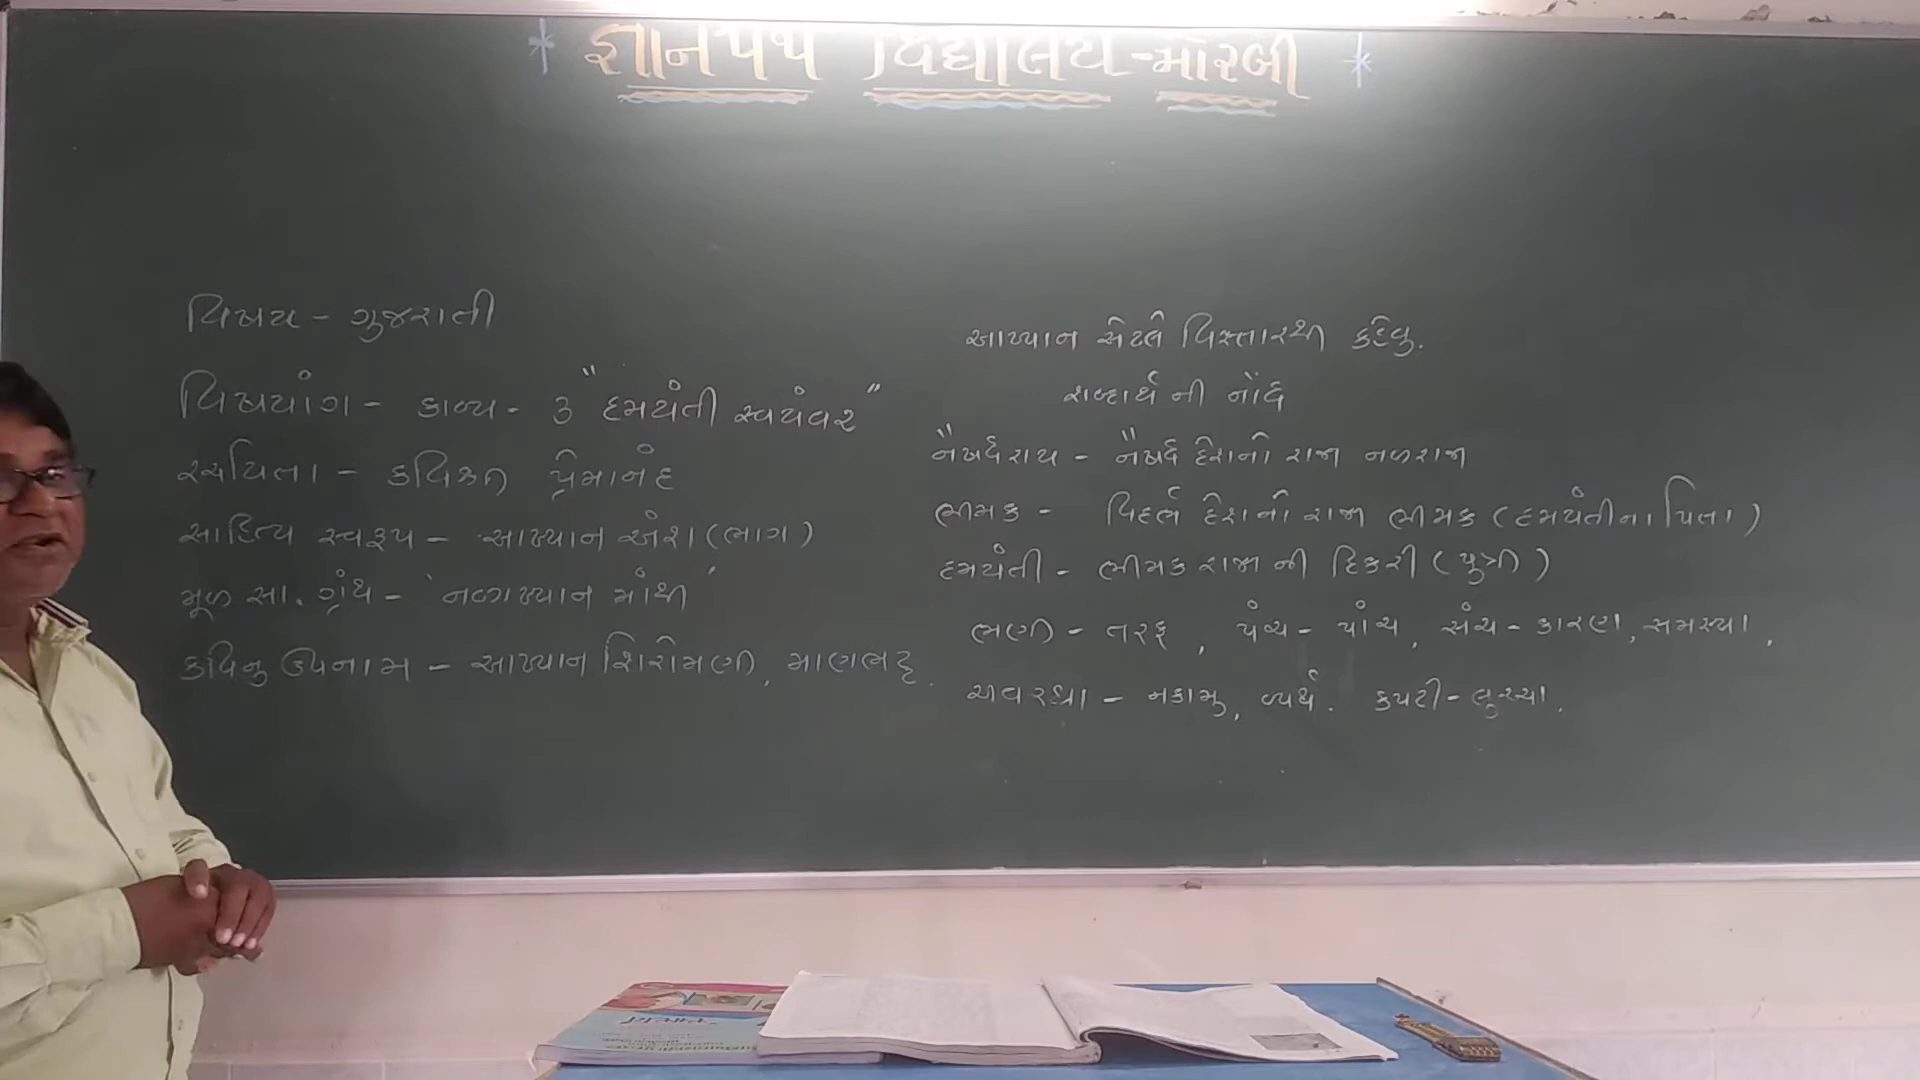 * જ્ઞાનપથ વિદ્યાલય-મોરબી *
વિષય - ગુજરાતી
વિષયાંગ - કાવ્ય - ૩ "દમયંતી સ્વયંવર"
રચયિતા - કવિશ્રી પ્રેમાનંદ
સાહિત્ય સ્વરૂપ - આખ્યાન અંશ (ભાગ)
મૂળ સા. ગ્રંથ - 'નળાખ્યાન માંથી'
કવિનુ ઉપનામ - આખ્યાન શિરોમણી, માણભટ્ટ.
આખ્યાન એટલે વિસ્તારથી કહેવુ.
શબ્દાર્થ ની નોંધ
નૈષધરાય - નૈષધ દેશનો રાજા નળરાજા
ભીમક - વિદર્ભ દેશનો રાજા ભીમક (દમયંતીના પિતા)
દમયંતી - ભીમક રાજા ની દિકરી (પુત્રી)
ભણી - તરફ, પંચ - પાંચ, સંચ - કારણ, સમસ્યા,
અવરથા - નકામુ, વ્યર્થ. કપટી - લુચ્ચા.